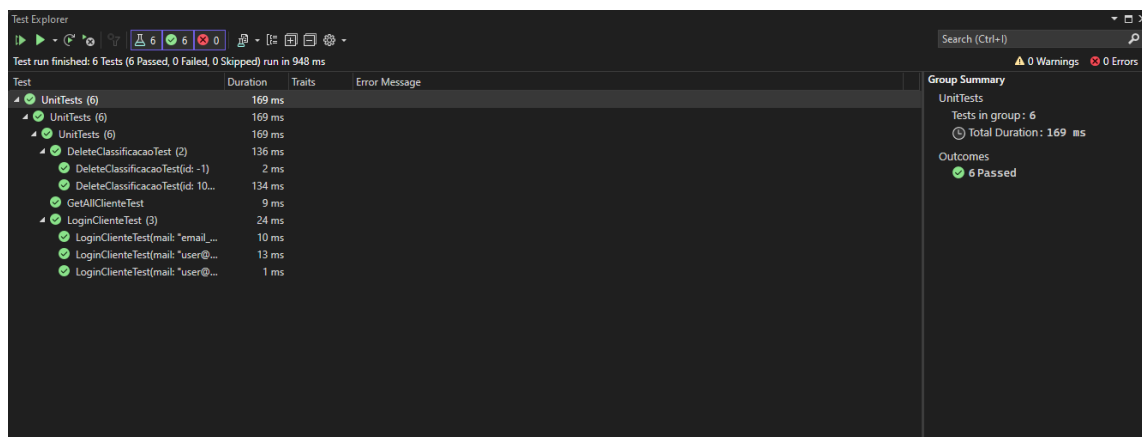 Test Explorer
6 6 0
Search (Ctrl+I)
Test run finished: 6 Tests (6 Passed, 0 Failed, 0 Skipped) run in 948 ms
0 Warnings 0 Errors
Test Duration Traits Error Message
UnitTests (6) 169 ms
UnitTests (6) 169 ms
UnitTests (6) 169 ms
DeleteClassificacaoTest (2) 136 ms
DeleteClassificacaoTest(id: -1) 2 ms
DeleteClassificacaoTest(id: 10... 134 ms
GetAllClienteTest 9 ms
LoginClienteTest (3) 24 ms
LoginClienteTest(mail: "email_... 10 ms
LoginClienteTest(mail: "user@... 13 ms
LoginClienteTest(mail: "user@... 1 ms
Group Summary
UnitTests
Tests in group: 6
Total Duration: 169 ms
Outcomes
6 Passed